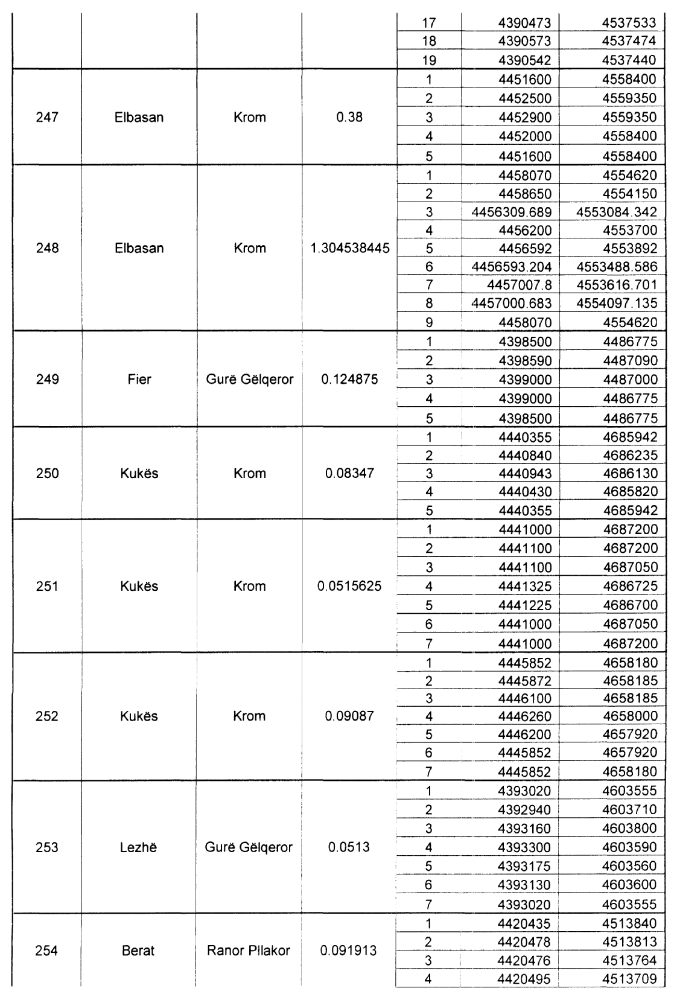 17 4390473 4537533
18 4390573 4537474
19 4390542 4537440
247 Elbasan Krom 0.38
1 4451600 4558400
2 4452500 4559350
3 4452900 4559350
4 4452000 4558400
5 4451600 4558400
248 Elbasan Krom 1.304538445
1 4458070 4554620
2 4458650 4554150
3 4456309.689 4553084.342
4 4456200 4553700
5 4456592 4553892
6 4456593.204 4553488.586
7 4457007.8 4553616.701
8 4457000.683 4554097.135
9 4458070 4554620
249 Fier Gurë Gëlqeror 0.124875
1 4398500 4486775
2 4398590 4487090
3 4399000 4487000
4 4399000 4486775
5 4398500 4486775
250 Kukës Krom 0.08347
1 4440355 4685942
2 4440840 4686235
3 4440943 4686130
4 4440430 4685820
5 4440355 4685942
251 Kukës Krom 0.0515625
1 4441000 4687200
2 4441100 4687200
3 4441100 4687050
4 4441325 4686725
5 4441225 4686700
6 4441000 4687050
7 4441000 4687200
252 Kukës Krom 0.09087
1 4445852 4658180
2 4445872 4658185
3 4446100 4658185
4 4446260 4658000
5 4446200 4657920
6 4445852 4657920
7 4445852 4658180
253 Lezhë Gurë Gëlqeror 0.0513
1 4393020 4603555
2 4392940 4603710
3 4393160 4603800
4 4393300 4603590
5 4393175 4603560
6 4393130 4603600
7 4393020 4603555
254 Berat Ranor Pllakor 0.091913
1 4420435 4513840
2 4420478 4513813
3 4420476 4513764
4 4420495 4513709